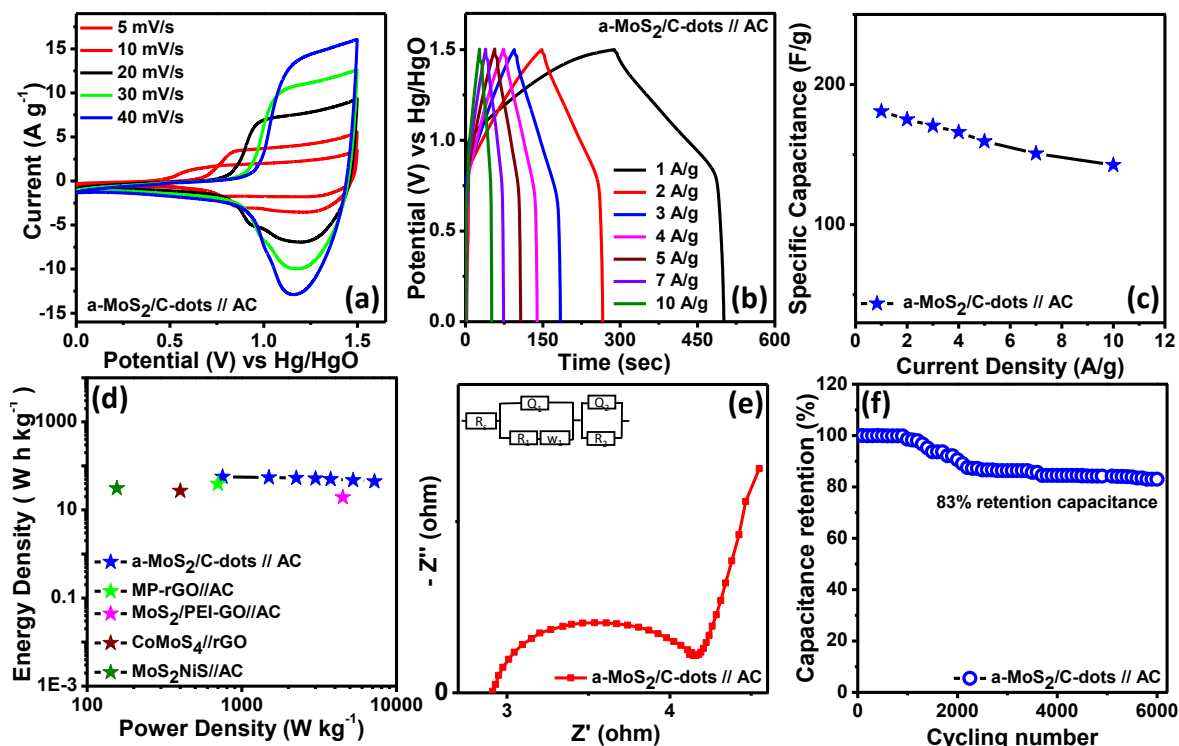 5 mV/s
10 mV/s
20 mV/s
30 mV/s
40 mV/s
15
10
5
0
-5
-10
-15
Current (A g⁻¹)
0.0
0.5
1.0
1.5
Potential (V) vs Hg/HgO
a-MoS₂/C-dots // AC
(a)
(b)
a-MoS₂/C-dots // AC
1.5
1.0
0.5
0.0
Potential (V) vs Hg/HgO
1 A/g
2 A/g
3 A/g
4 A/g
5 A/g
7 A/g
10 A/g
0
150
300
450
600
Time (sec)
200
100
Specific Capacitance (F/g)
a-MoS₂/C-dots // AC
(c)
0
2
4
6
8
10
12
Current Density (A/g)
(d)
1000
10
0.1
1E-3
Energy Density ( W h kg⁻¹)
a-MoS₂/C-dots // AC
MP-rGO//AC
MoS₂/PEI-GO//AC
CoMoS₄//rGO
MoS₂NiS//AC
100
1000
10000
Power Density (W kg⁻¹)
(e)
Rₛ
Q₁
R₁
w₁
Q₂
R₂
- Z" (ohm)
0
a-MoS₂/C-dots // AC
3
4
Z' (ohm)
(f)
120
100
80
60
40
20
0
Capacitance retention (%)
83% retention capacitance
a-MoS₂/C-dots // AC
0
2000
4000
6000
Cycling number